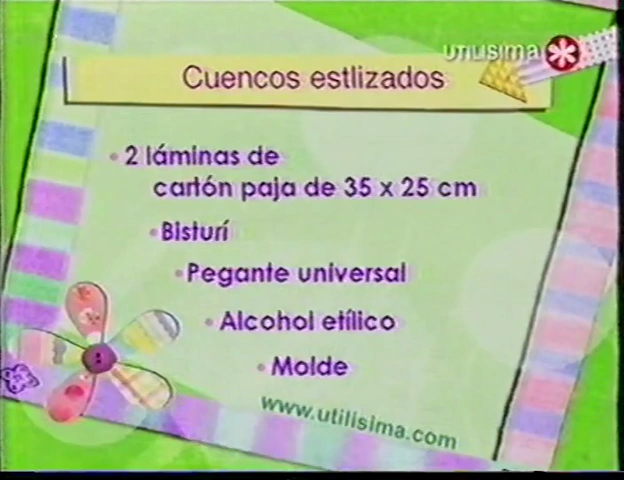 UTILISIMA
Cuencos estlizados
• 2 láminas de
cartón paja de 35 x 25 cm
• Bisturí
• Pegante universal
• Alcohol etílico
• Molde
www.utilisima.com